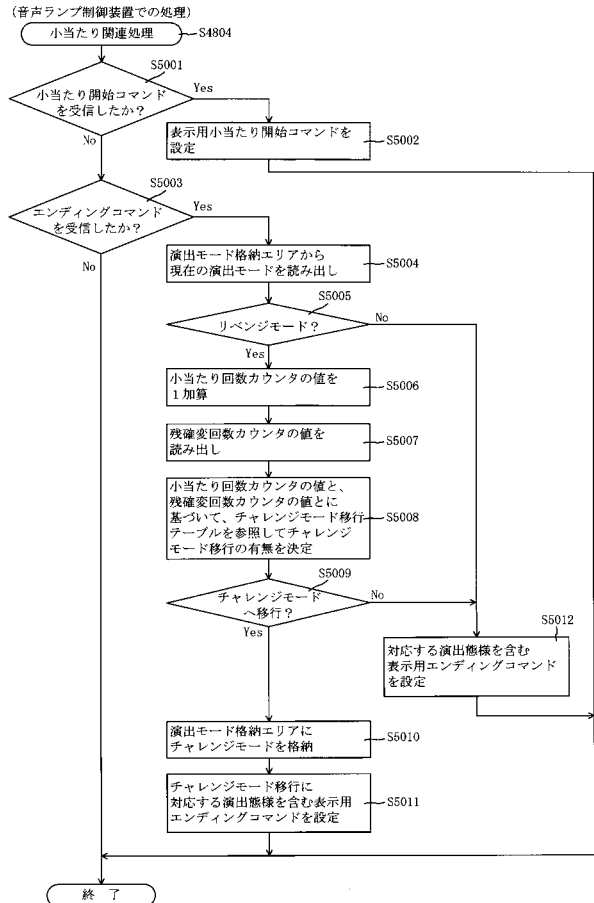 (音声ランプ制御装置での処理)
小当たり関連処理
S4804
S5001
小当たり開始コマンド
を受信したか?
Yes
No
表示用小当たり開始コマンドを
設定
S5002
S5003
エンディングコマンド
を受信したか?
Yes
No
演出モード格納エリアから
現在の演出モードを読み出し
S5004
S5005
リベンジモード?
No
Yes
小当たり回数カウンタの値を
1加算
S5006
残確変回数カウンタの値を
読み出し
S5007
小当たり回数カウンタの値と、
残確変回数カウンタの値とに
基づいて、チャレンジモード移行
テーブルを参照してチャレンジ
モード移行の有無を決定
S5008
S5009
チャレンジモード
へ移行?
No
Yes
S5012
対応する演出態様を含む
表示用エンディングコマンド
を設定
演出モード格納エリアに
チャレンジモードを格納
S5010
チャレンジモード移行に
対応する演出態様を含む表示用
エンディングコマンドを設定
S5011
終 了